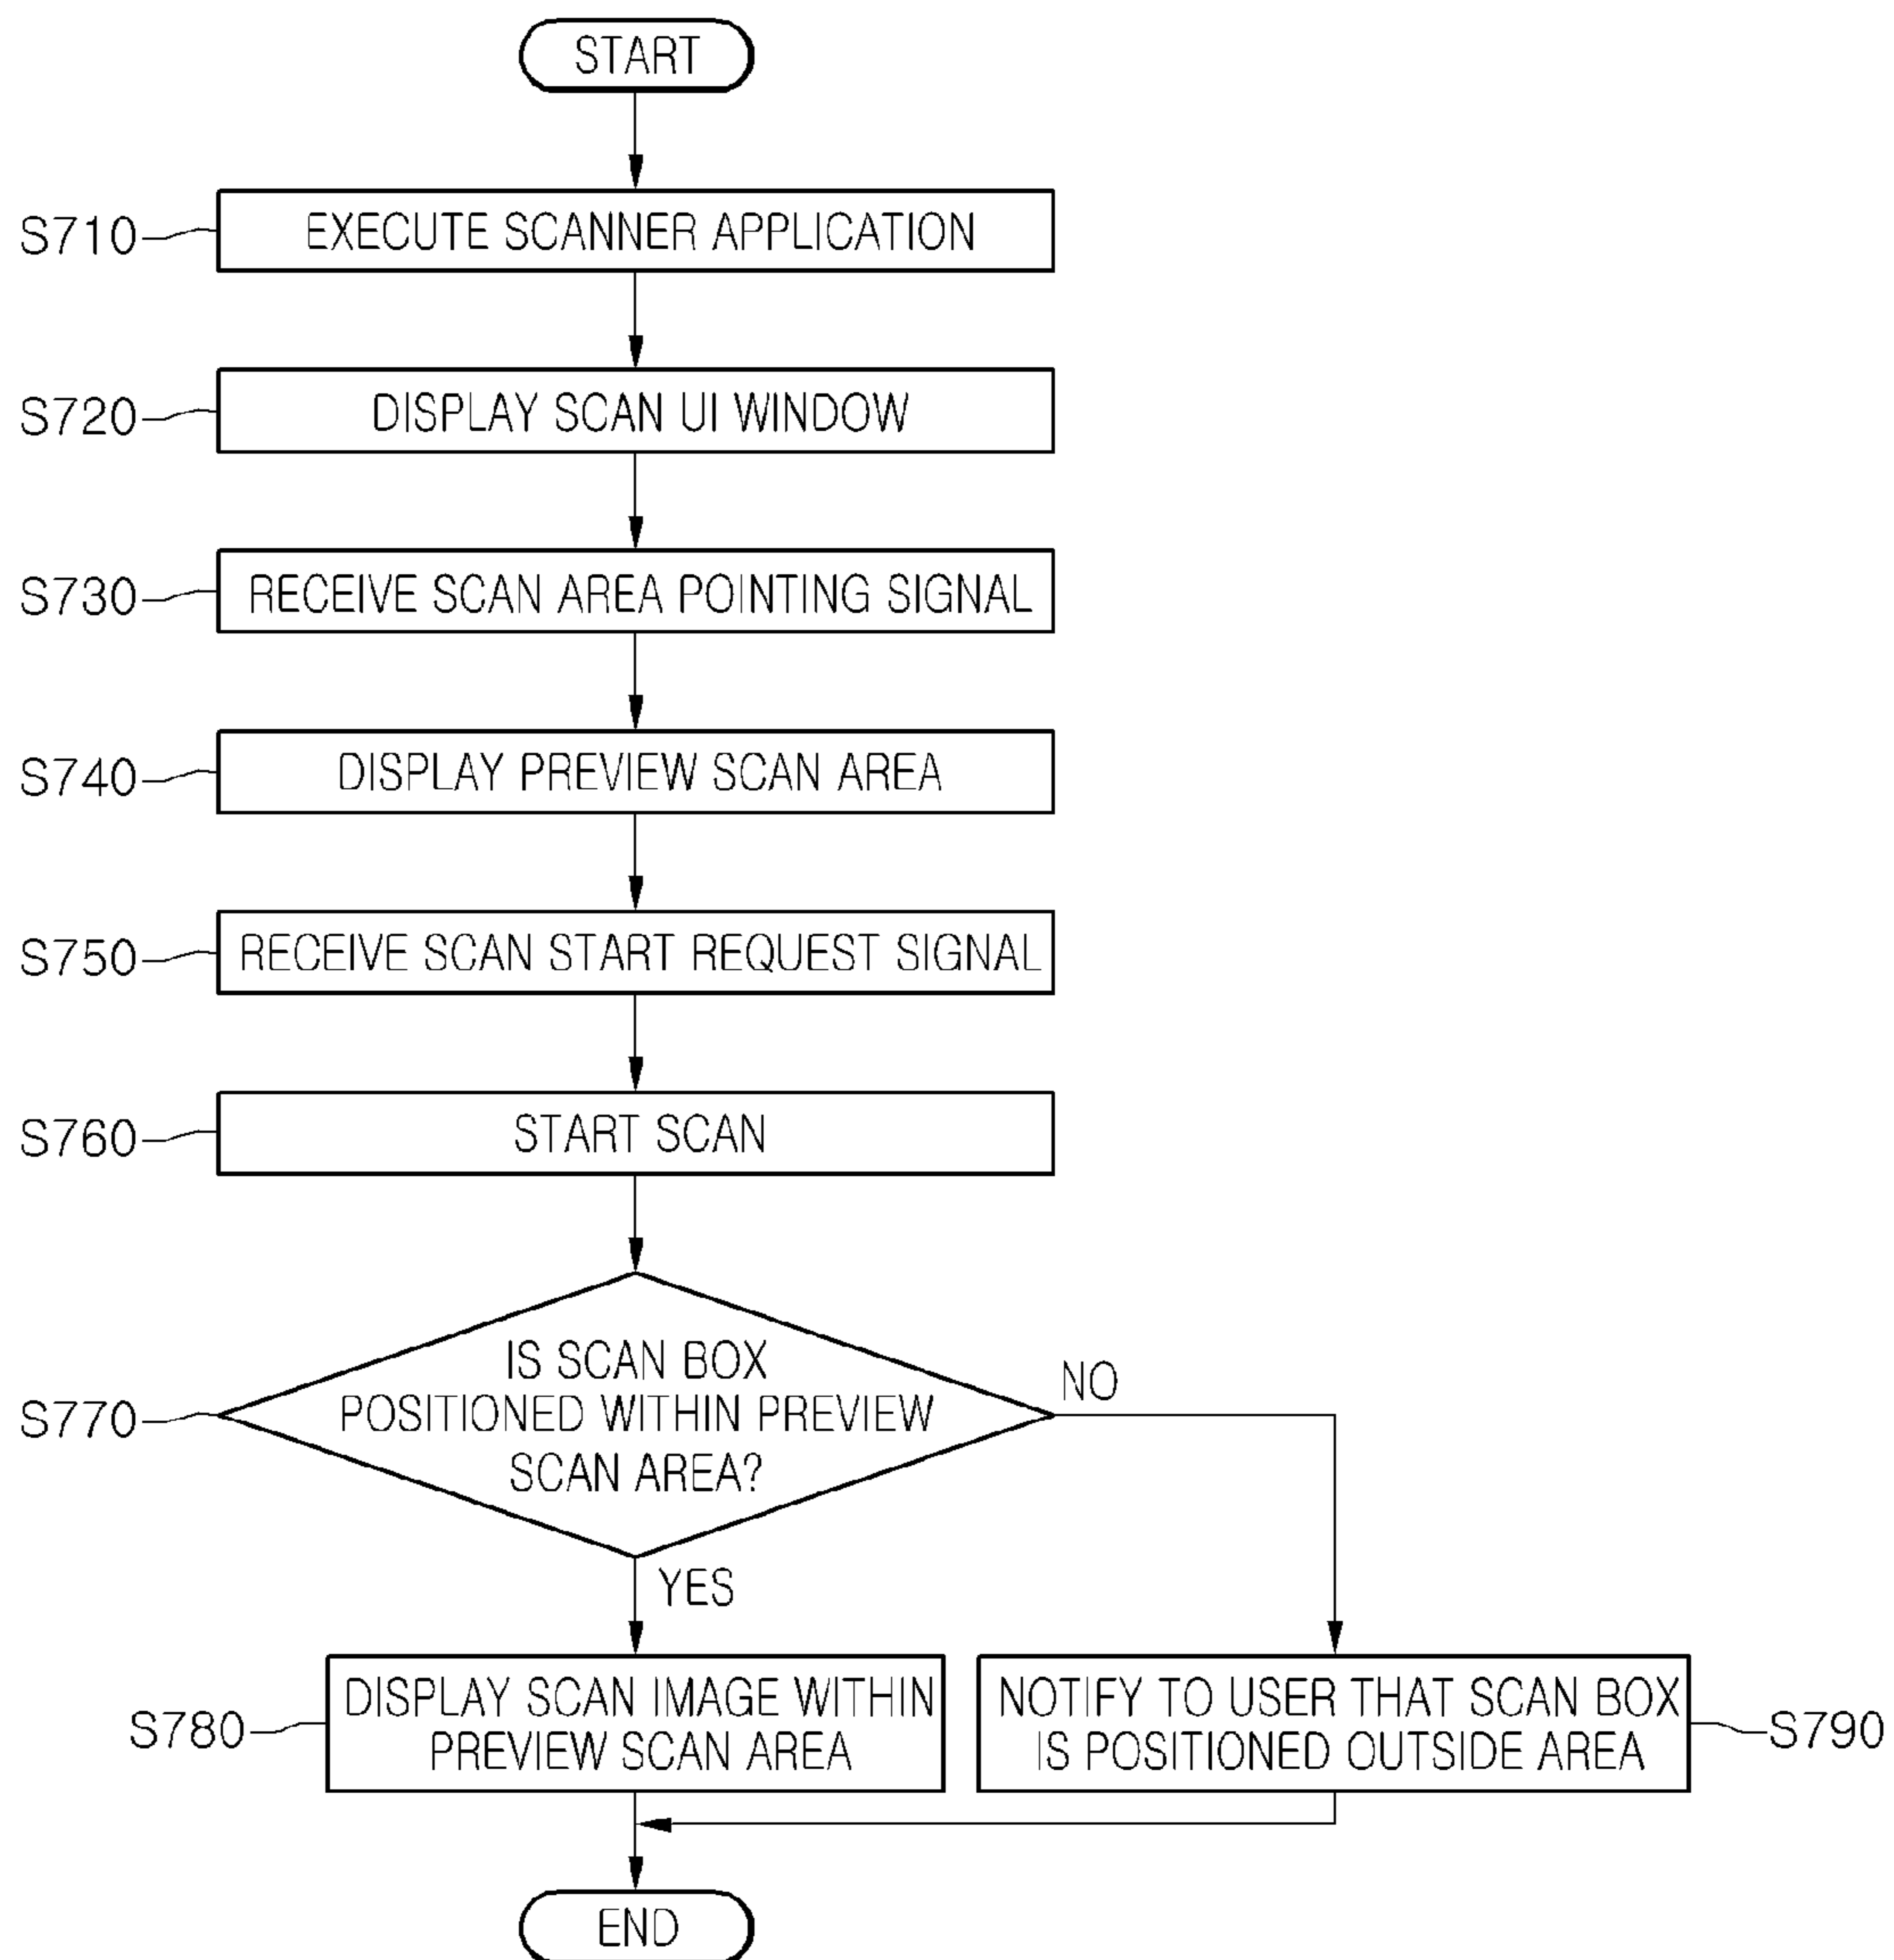 START
S710
EXECUTE SCANNER APPLICATION
S720
DISPLAY SCAN UI WINDOW
S730
RECEIVE SCAN AREA POINTING SIGNAL
S740
DISPLAY PREVIEW SCAN AREA
S750
RECEIVE SCAN START REQUEST SIGNAL
S760
START SCAN
S770
IS SCAN BOX
POSITIONED WITHIN PREVIEW
SCAN AREA?
NO
YES
S780
DISPLAY SCAN IMAGE WITHIN
PREVIEW SCAN AREA
NOTIFY TO USER THAT SCAN BOX
IS POSITIONED OUTSIDE AREA
S790
END